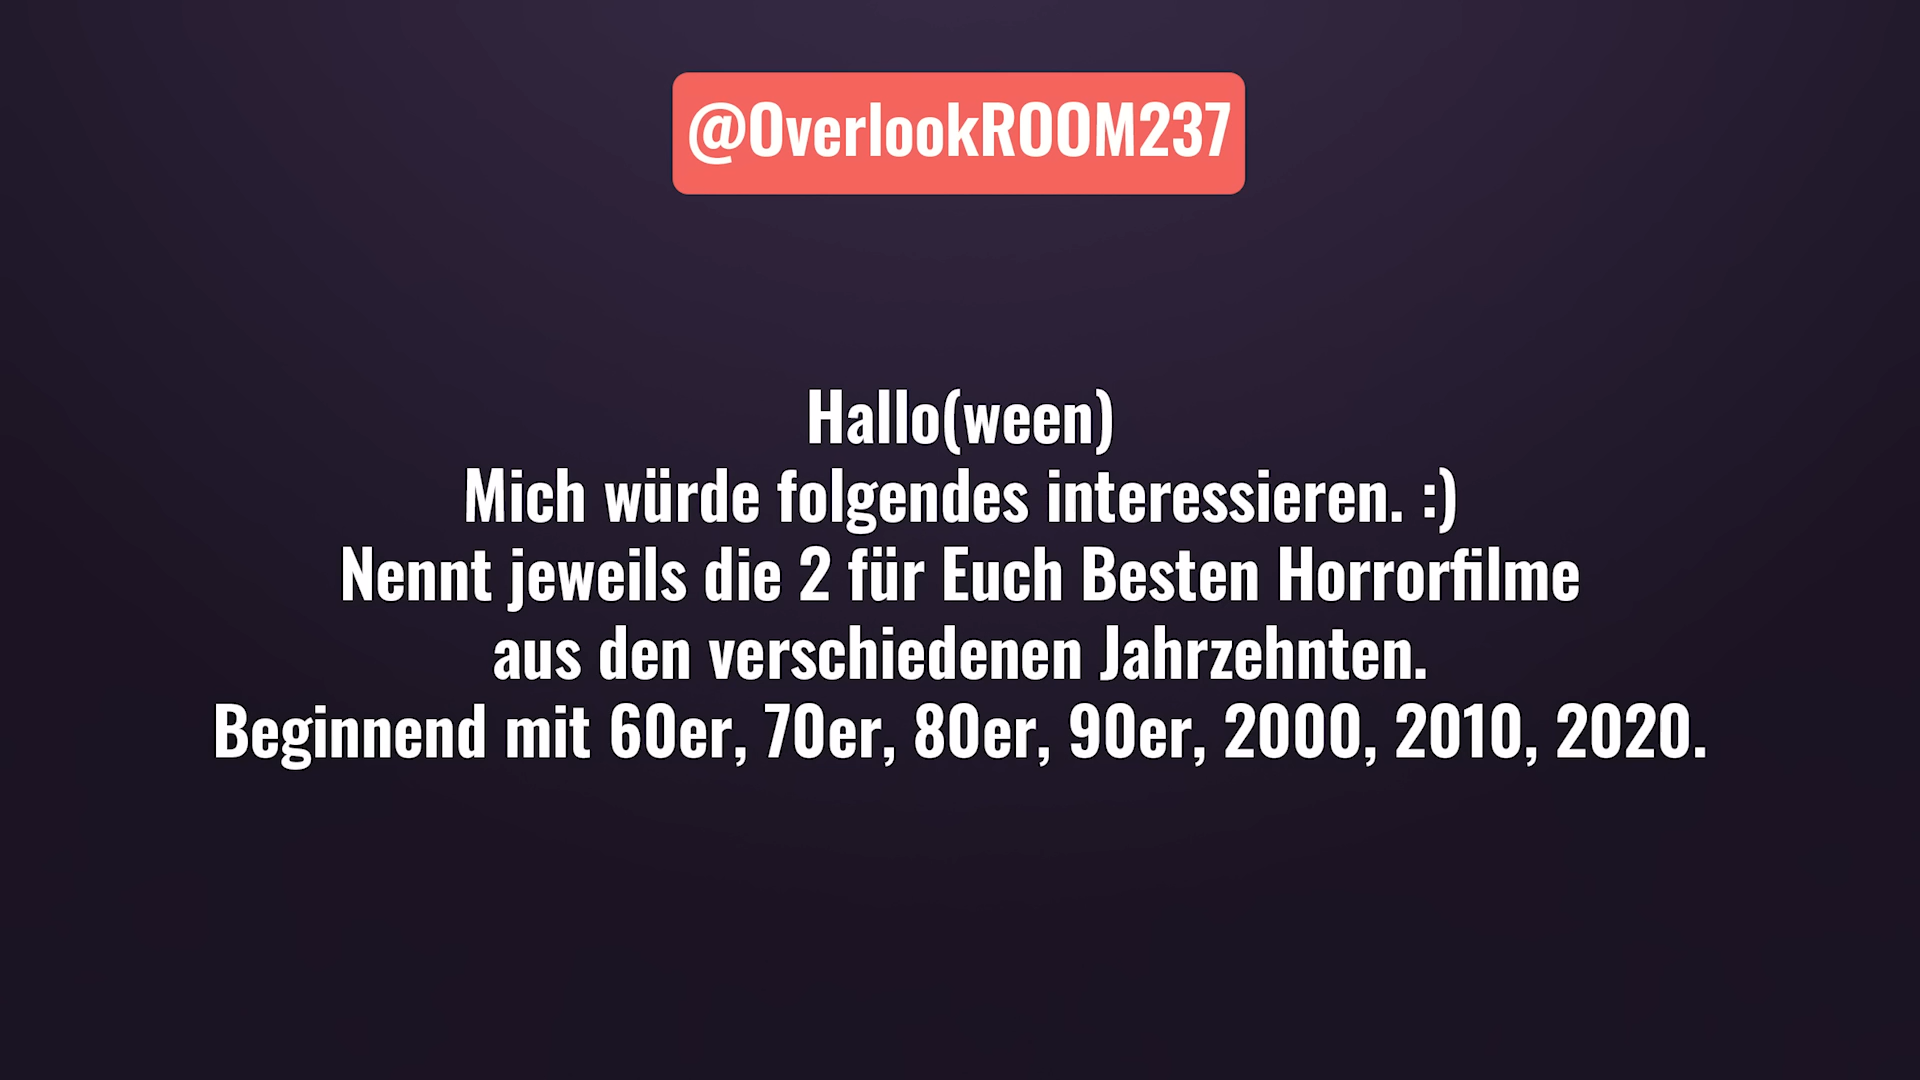 @OverlookROOM237
Hallo(ween)
Mich würde folgendes interessieren. :)
Nennt jeweils die 2 für Euch Besten Horrorfilme
aus den verschiedenen Jahrzehnten.
Beginnend mit 60er, 70er, 80er, 90er, 2000, 2010, 2020.